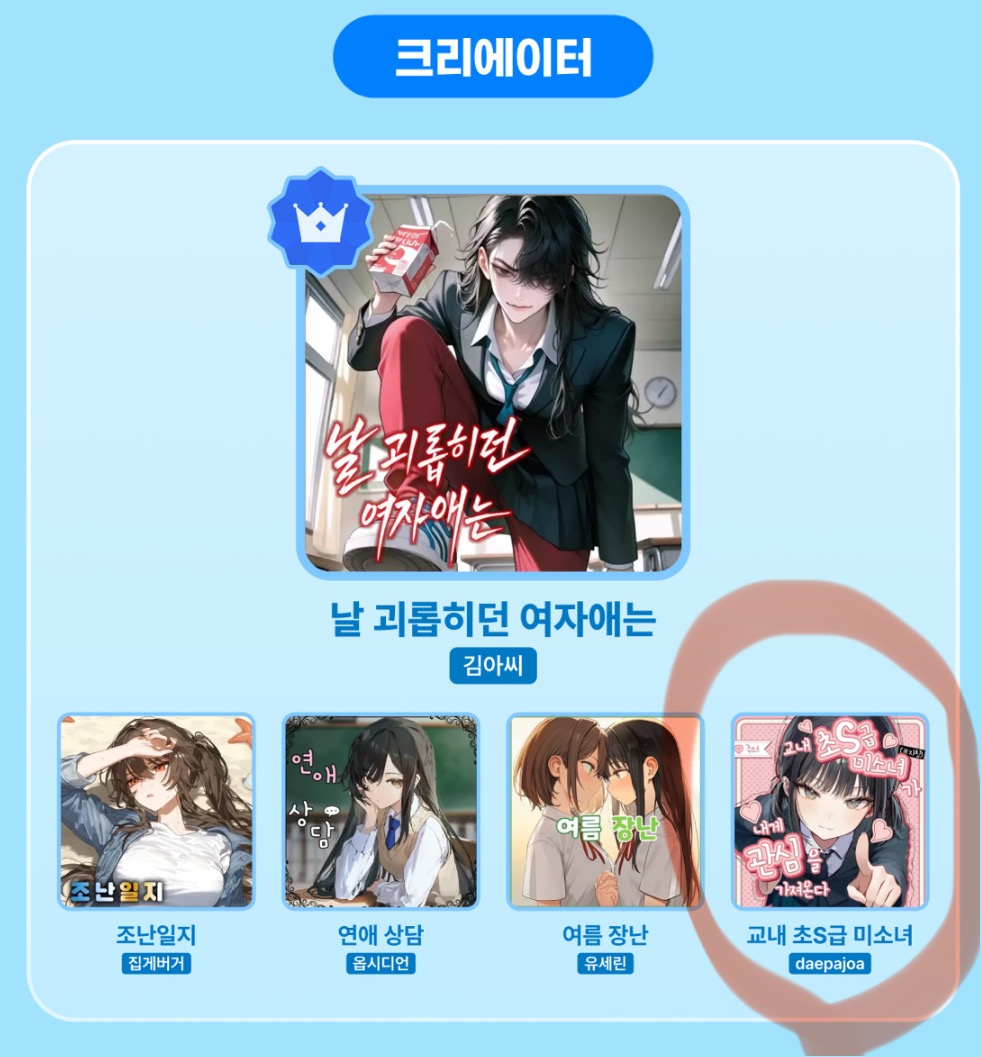 크리에이터
날 괴롭히던
여자애는
날 괴롭히던 여자애는
김아씨
조난일지
연애
상담
여름 장난
교내 초S급
미소녀
가
내게
관심을
가져온다
조난일지
연애 상담
여름 장난
교내 초S급 미소녀
집게버거
옵시디언
유세린
daepajoa